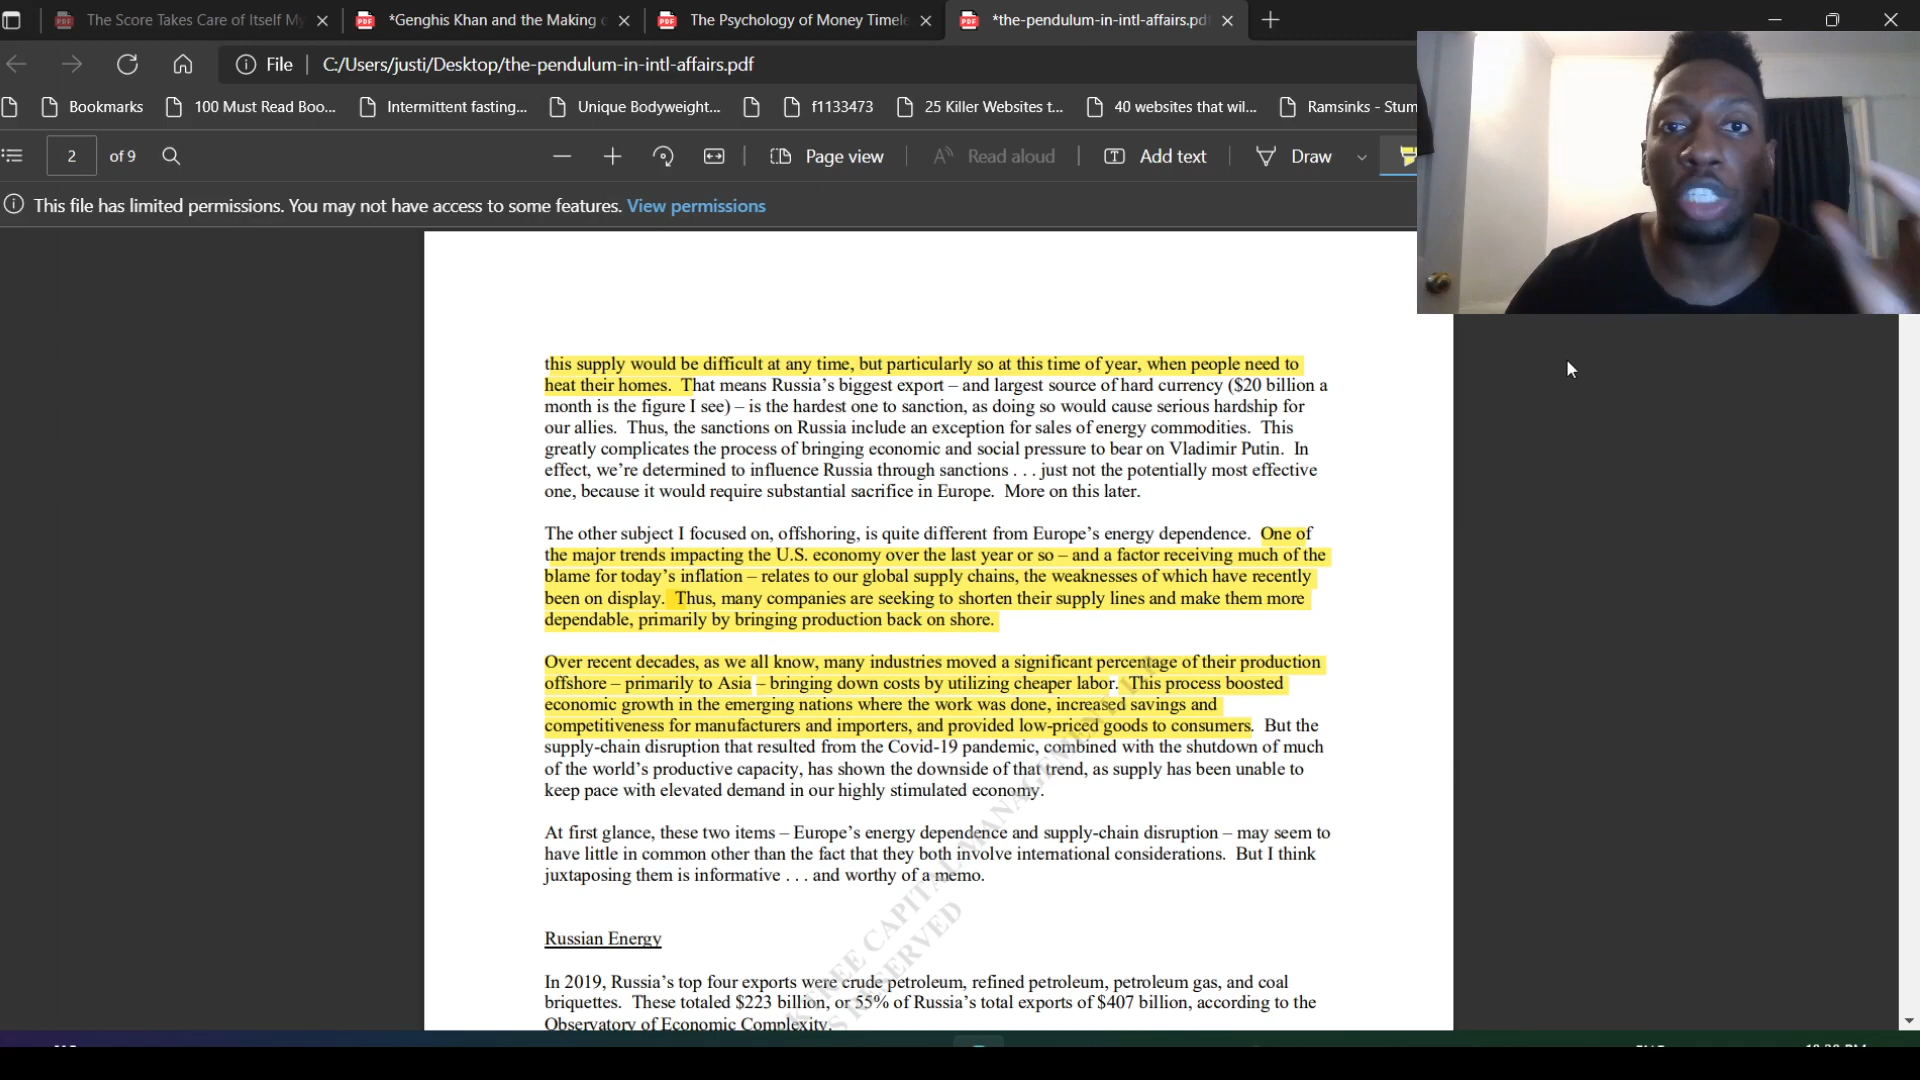 The Score Takes Care of Itself My
*Genghis Khan and the Making o
The Psychology of Money Timele
*the-pendulum-in-intl-affairs.pd
File
C:/Users/justi/Desktop/the-pendulum-in-intl-affairs.pdf
Bookmarks
100 Must Read Boo...
Intermittent fasting...
Unique Bodyweight...
f1133473
25 Killer Websites t...
40 websites that wil...
Ramsinks - Stum
2 of 9
Page view
Read aloud
Add text
Draw
This file has limited permissions. You may not have access to some features. View permissions
this supply would be difficult at any time, but particularly so at this time of year, when people need to
heat their homes. That means Russia's biggest export – and largest source of hard currency ($20 billion a
month is the figure I see) – is the hardest one to sanction, as doing so would cause serious hardship for
our allies. Thus, the sanctions on Russia include an exception for sales of energy commodities. This
greatly complicates the process of bringing economic and social pressure to bear on Vladimir Putin. In
effect, we're determined to influence Russia through sanctions . . . just not the potentially most effective
one, because it would require substantial sacrifice in Europe. More on this later.
The other subject I focused on, offshoring, is quite different from Europe's energy dependence. One of
the major trends impacting the U.S. economy over the last year or so – and a factor receiving much of the
blame for today's inflation – relates to our global supply chains, the weaknesses of which have recently
been on display. Thus, many companies are seeking to shorten their supply lines and make them more
dependable, primarily by bringing production back on shore.
Over recent decades, as we all know, many industries moved a significant percentage of their production
offshore – primarily to Asia – bringing down costs by utilizing cheaper labor. This process boosted
economic growth in the emerging nations where the work was done, increased savings and
competitiveness for manufacturers and importers, and provided low-priced goods to consumers. But the
supply-chain disruption that resulted from the Covid-19 pandemic, combined with the shutdown of much
of the world's productive capacity, has shown the downside of that trend, as supply has been unable to
keep pace with elevated demand in our highly stimulated economy.
At first glance, these two items – Europe's energy dependence and supply-chain disruption – may seem to
have little in common other than the fact that they both involve international considerations. But I think
juxtaposing them is informative . . . and worthy of a memo.
Russian Energy
In 2019, Russia's top four exports were crude petroleum, refined petroleum, petroleum gas, and coal
briquettes. These totaled $223 billion, or 55% of Russia's total exports of $407 billion, according to the
Observatory of Economic Complexity.
CAPITAL MANAGEMENT
RESERVED